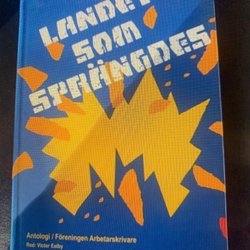 LANDET
SOM
SPRÄNGDES
Antologi / Föreningen Arbetarskrivare
Red: Victor Estby